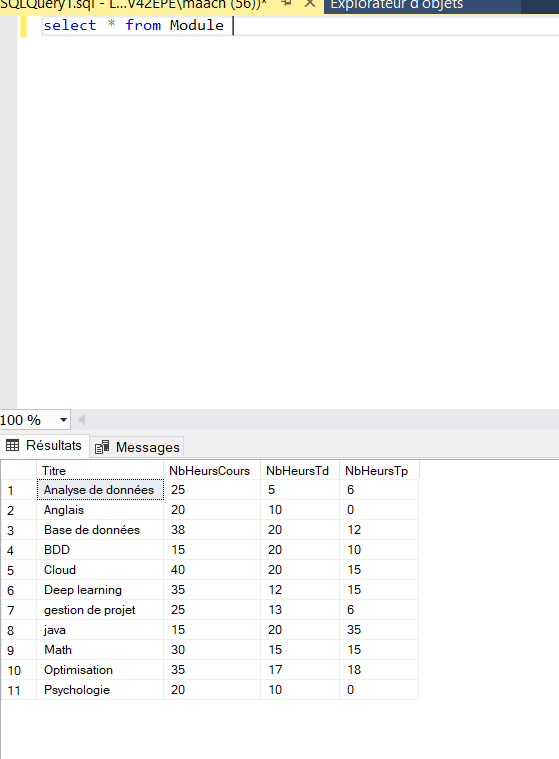 SQLQuery1.sql - L...V42EPE\maach (56))* Explorateur d'objets
select * from Module
100 %
Résultats Messages
Titre NbHeursCours NbHeursTd NbHeursTp
1 Analyse de données 25 5 6
2 Anglais 20 10 0
3 Base de données 38 20 12
4 BDD 15 20 10
5 Cloud 40 20 15
6 Deep learning 35 12 15
7 gestion de projet 25 13 6
8 java 15 20 35
9 Math 30 15 15
10 Optimisation 35 17 18
11 Psychologie 20 10 0